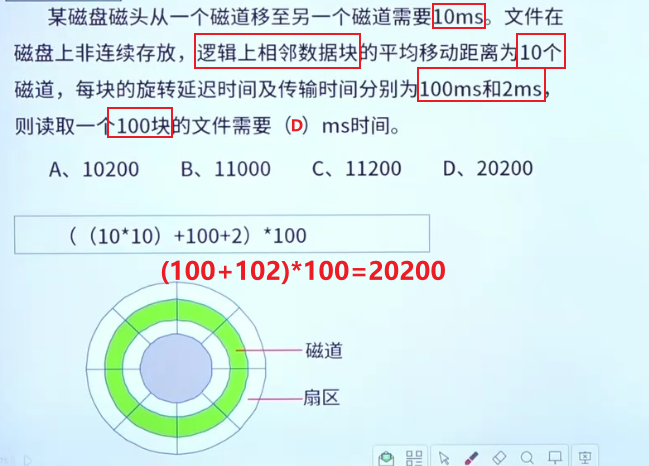 某磁盘磁头从一个磁道移至另一个磁道需要10ms。文件在
磁盘上非连续存放，逻辑上相邻数据块的平均移动距离为10个
磁道，每块的旋转延迟时间及传输时间分别为100ms和2ms，
则读取一个100块的文件需要（D）ms时间。
A、10200 B、11000 C、11200 D、20200
（（10*10）+100+2）*100
(100+102)*100=20200
磁道
扇区